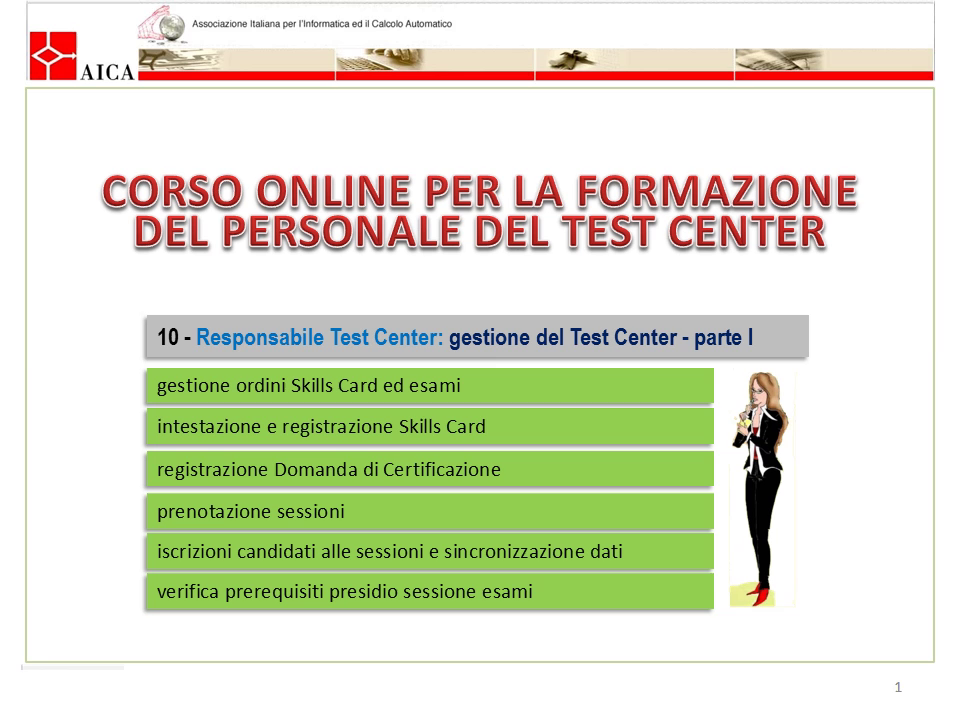 Associazione Italiana per l'Informatica ed il Calcolo Automatico
AICA
CORSO ONLINE PER LA FORMAZIONE
DEL PERSONALE DEL TEST CENTER
10 - Responsabile Test Center: gestione del Test Center - parte I
gestione ordini Skills Card ed esami
intestazione e registrazione Skills Card
registrazione Domanda di Certificazione
prenotazione sessioni
iscrizioni candidati alle sessioni e sincronizzazione dati
verifica prerequisiti presidio sessione esami
1